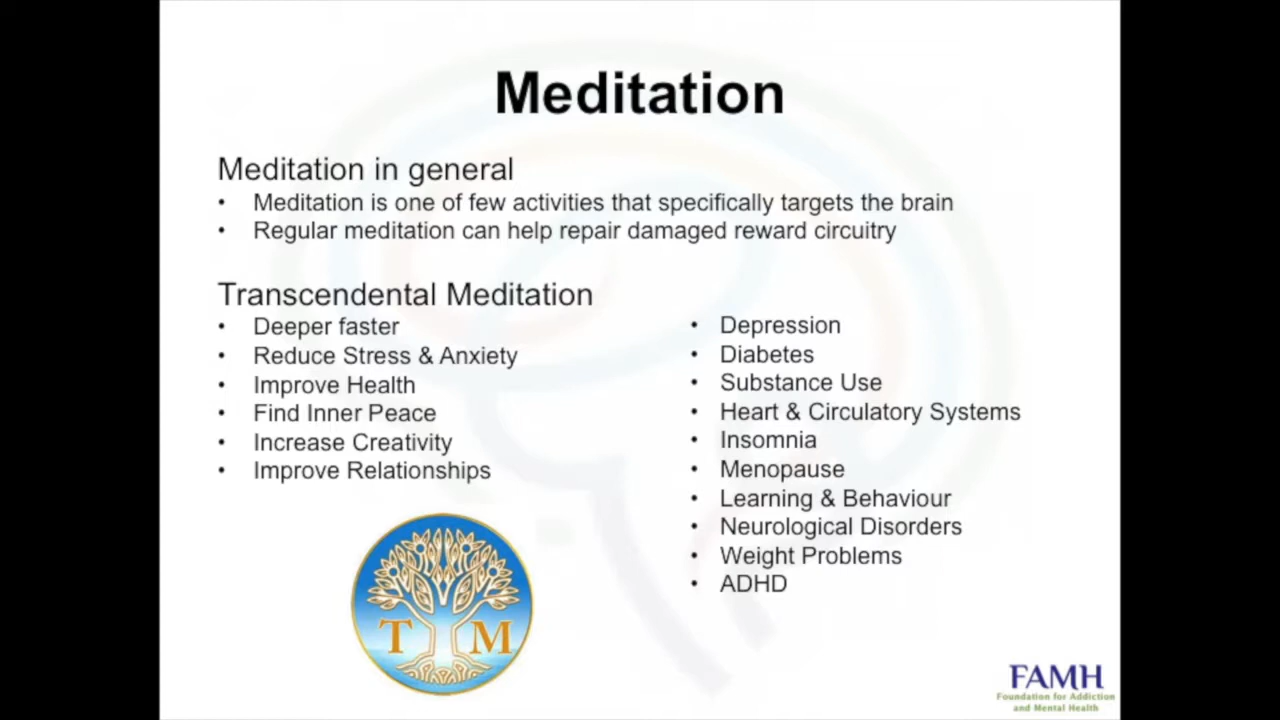 Meditation
Meditation in general
• Meditation is one of few activities that specifically targets the brain
• Regular meditation can help repair damaged reward circuitry
Transcendental Meditation
• Deeper faster
• Reduce Stress & Anxiety
• Improve Health
• Find Inner Peace
• Increase Creativity
• Improve Relationships
• Depression
• Diabetes
• Substance Use
• Heart & Circulatory Systems
• Insomnia
• Menopause
• Learning & Behaviour
• Neurological Disorders
• Weight Problems
• ADHD
T M
FAMH
Foundation for Addiction
and Mental Health